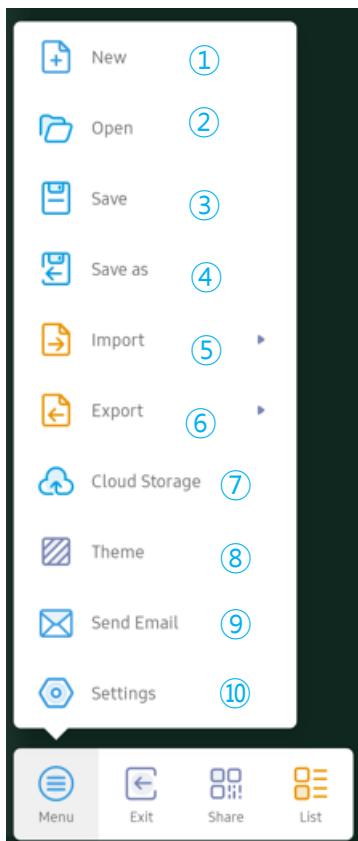 New ①
Open ②
Save ③
Save as ④
Import ⑤
Export ⑥
Cloud Storage ⑦
Theme ⑧
Send Email ⑨
Settings ⑩
Menu Exit Share List